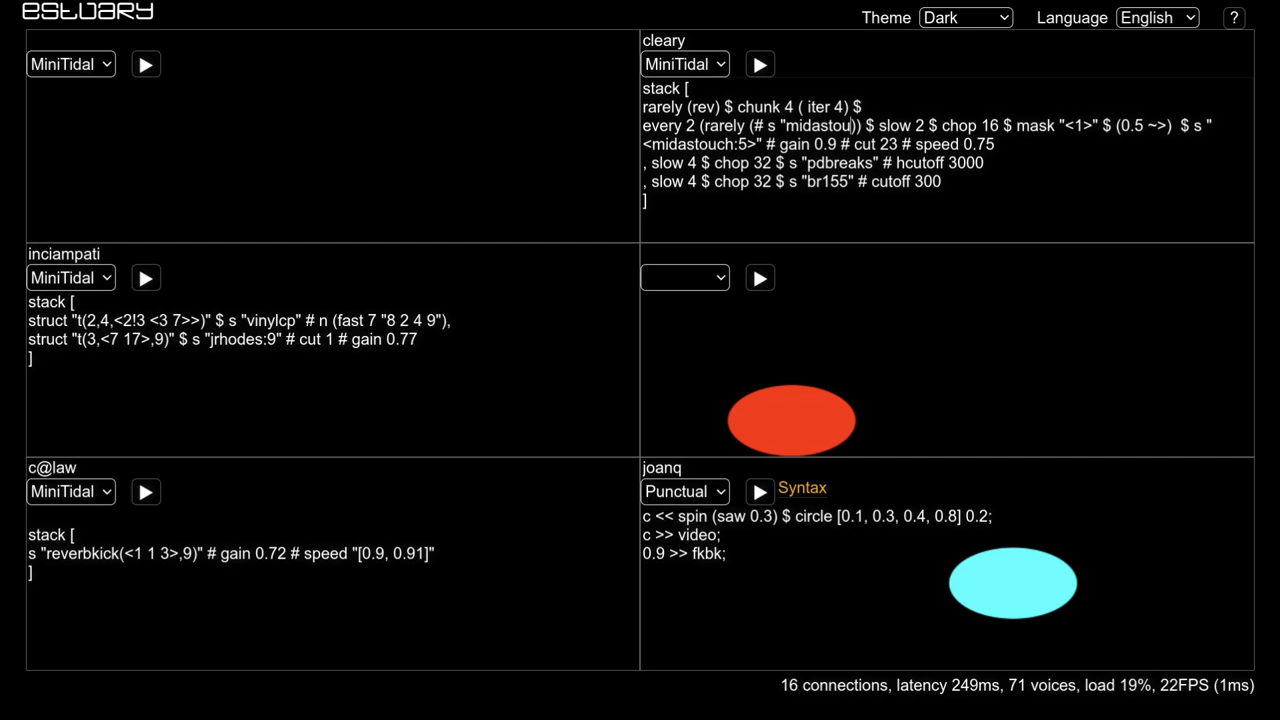 estuary
Theme Dark Language English ?
MiniTidal
cleary
MiniTidal
stack [
rarely (rev) $ chunk 4 ( iter 4) $
every 2 (rarely (# s "midastou)) $ slow 2 $ chop 16 $ mask "<1>" $ (0.5 ~>)  $ s "
<midastouch:5>" # gain 0.9 # cut 23 # speed 0.75
, slow 4 $ chop 32 $ s "pdbreaks" # hcutoff 3000
, slow 4 $ chop 32 $ s "br155" # cutoff 300
]
inciampati
MiniTidal
stack [
struct "t(2,4,<2!3 <3 7>>)" $ s "vinylcp" # n (fast 7 "8 2 4 9"),
struct "t(3,<7 17>,9)" $ s "jrhodes:9" # cut 1 # gain 0.77
]
c@law
MiniTidal
stack [
s "reverbkick(<1 1 3>,9)" # gain 0.72 # speed "[0.9, 0.91]"
]
joanq
Punctual Syntax
c << spin (saw 0.3) $ circle [0.1, 0.3, 0.4, 0.8] 0.2;
c >> video;
0.9 >> fkbk;
16 connections, latency 249ms, 71 voices, load 19%, 22FPS (1ms)